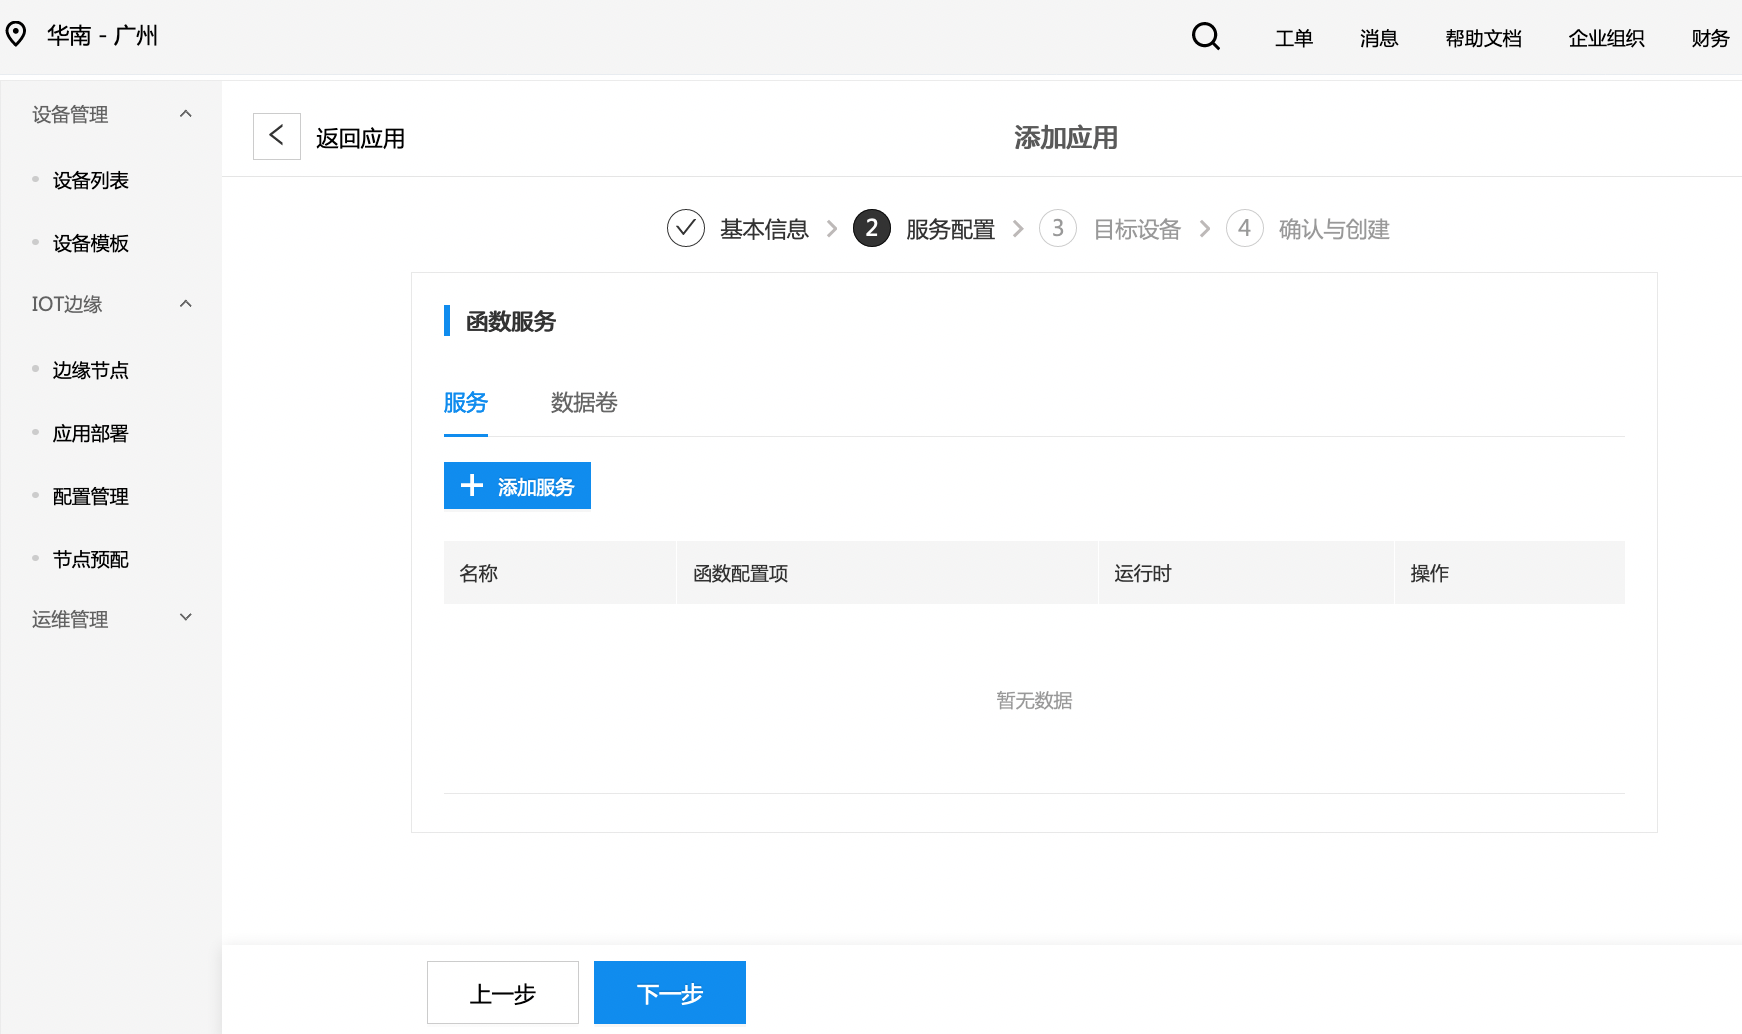 华南 - 广州
工单 消息 帮助文档 企业组织 财务
设备管理
设备列表
设备模板
IOT边缘
边缘节点
应用部署
配置管理
节点预配
运维管理
返回应用
添加应用
基本信息 2 服务配置 3 目标设备 4 确认与创建
函数服务
服务 数据卷
添加服务
名称 函数配置项 运行时 操作
暂无数据
上一步 下一步